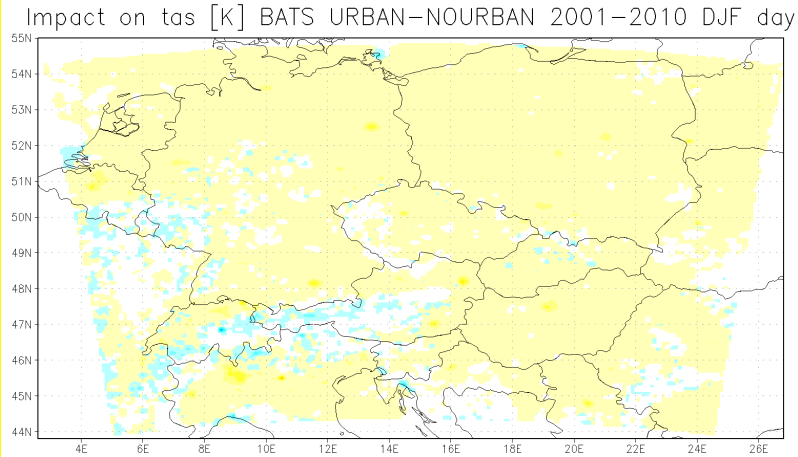 Impact on tas [K] BATS URBAN-NOURBAN 2001-2010 DJF day
55N
54N
53N
52N
51N
50N
49N
48N
47N
46N
45N
44N
4E 6E 8E 10E 12E 14E 16E 18E 20E 22E 24E 26E